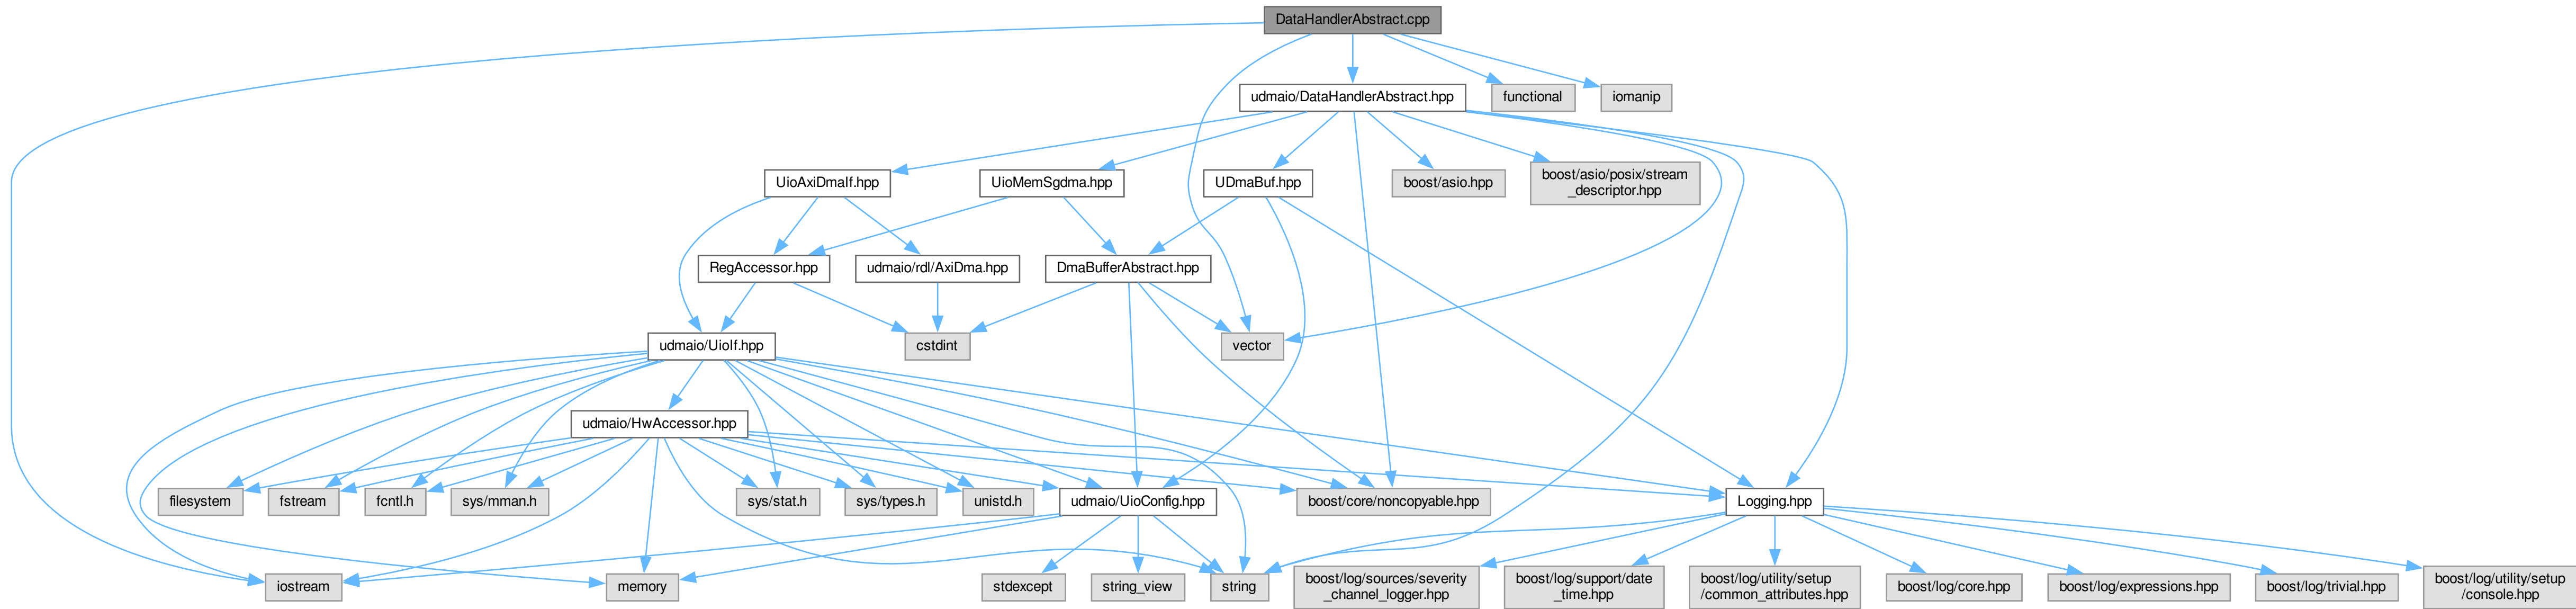 DataHandlerAbstract.cpp
udmaio/DataHandlerAbstract.hpp
functional
iomanip
UioAxiDmaIf.hpp
UioMemSgdma.hpp
UDmaBuf.hpp
boost/asio.hpp
boost/asio/posix/stream
_descriptor.hpp
RegAccessor.hpp
udmaio/rdl/AxiDma.hpp
DmaBufferAbstract.hpp
udmaio/UioIf.hpp
cstdint
vector
udmaio/HwAccessor.hpp
filesystem
fstream
fcntl.h
sys/mman.h
sys/stat.h
sys/types.h
unistd.h
udmaio/UioConfig.hpp
boost/core/noncopyable.hpp
Logging.hpp
iostream
memory
stdexcept
string_view
string
boost/log/sources/severity
_channel_logger.hpp
boost/log/support/date
_time.hpp
boost/log/utility/setup
/common_attributes.hpp
boost/log/core.hpp
boost/log/expressions.hpp
boost/log/trivial.hpp
boost/log/utility/setup
/console.hpp